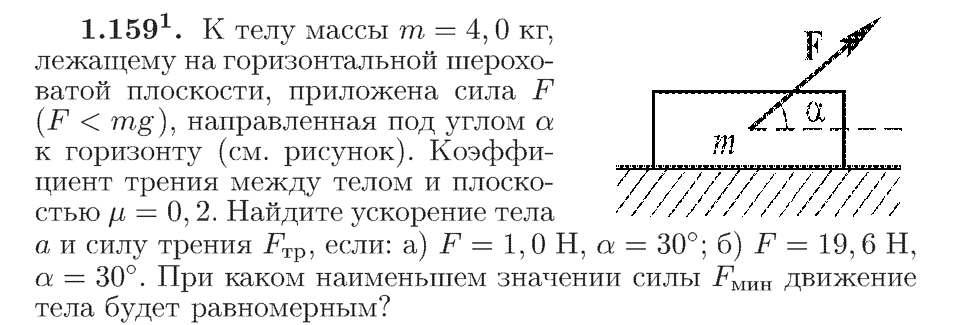 1.159¹. К телу массы m = 4, 0 кг,
лежащему на горизонтальной шерохо-
ватой плоскости, приложена сила F
(F < mg), направленная под углом α
к горизонту (см. рисунок). Коэффи-
циент трения между телом и плоско-
стью μ = 0, 2. Найдите ускорение тела
a и силу трения Fтр, если: а) F = 1, 0 Н, α = 30°; б) F = 19, 6 Н,
α = 30°. При каком наименьшем значении силы Fмин движение
тела будет равномерным?
F
α
m